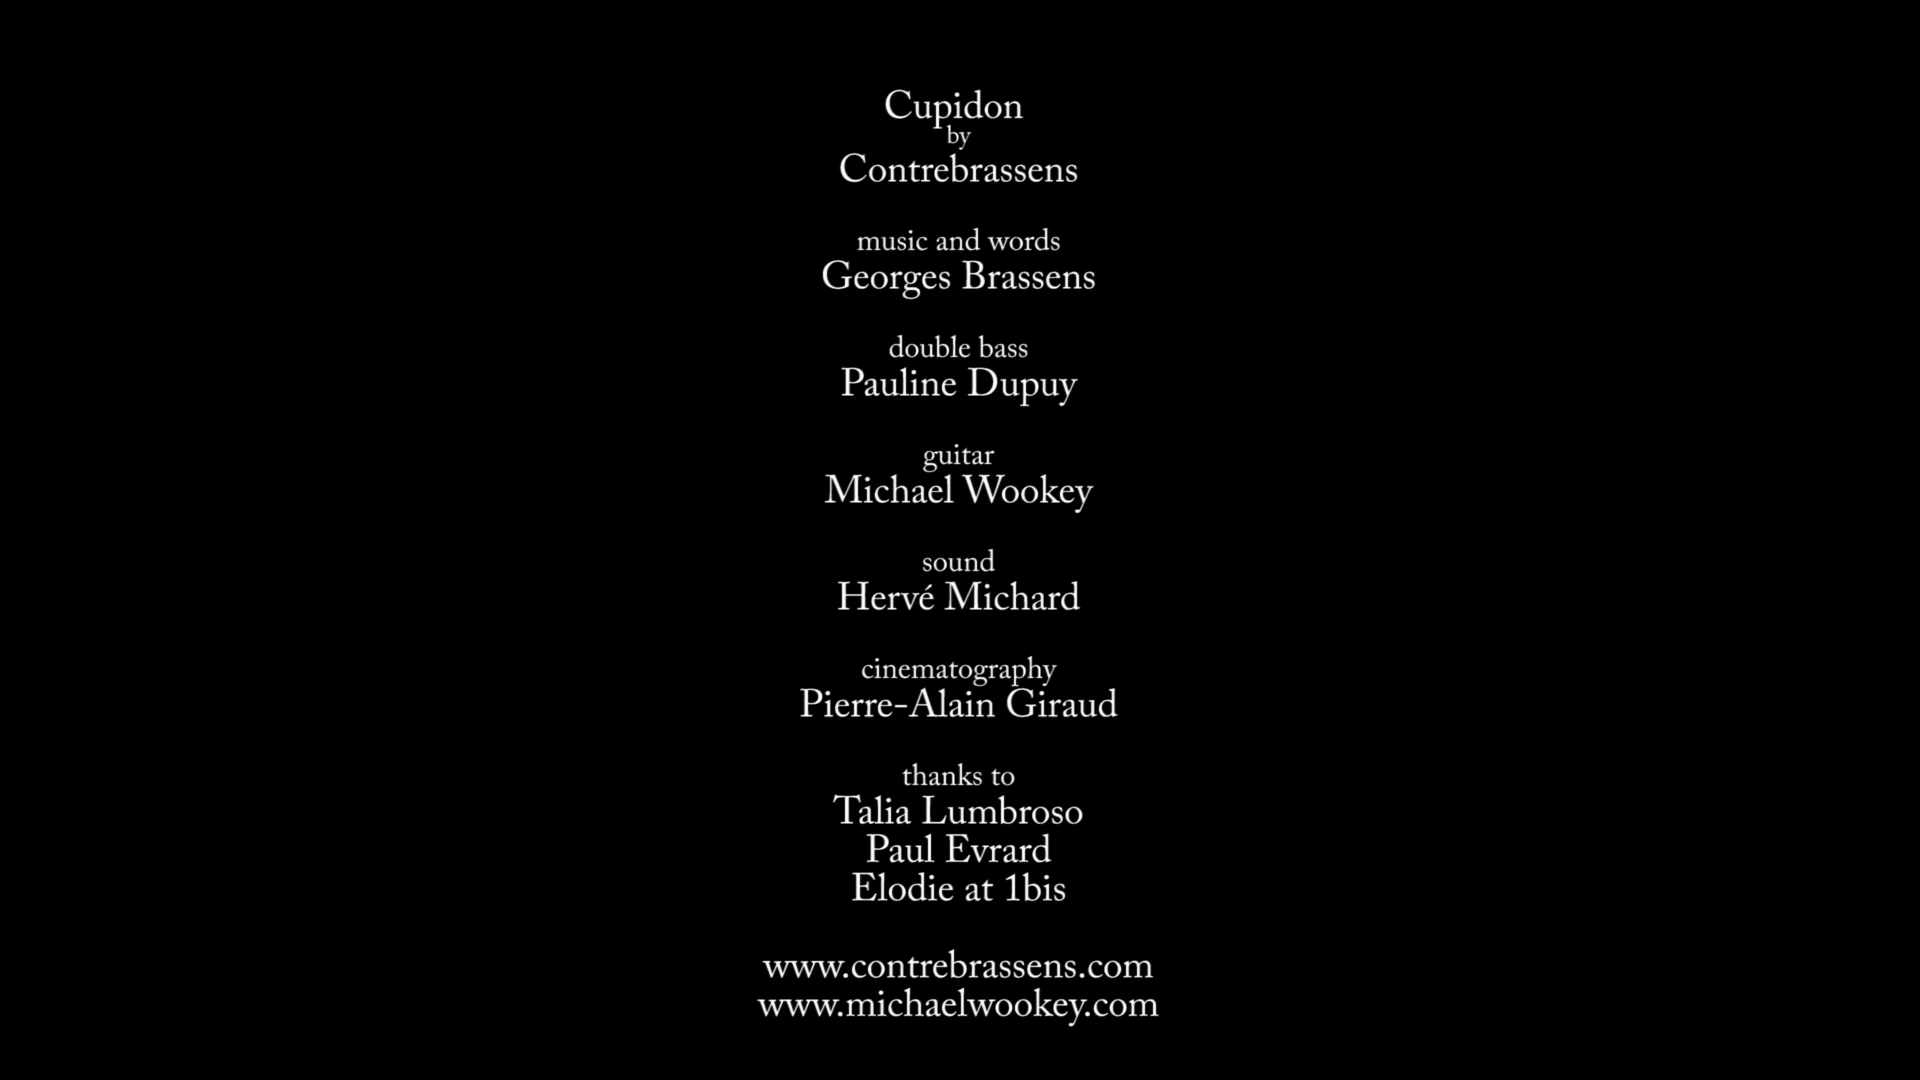 Cupidon
by
Contrebrassens
music and words
Georges Brassens
double bass
Pauline Dupuy
guitar
Michael Wookey
sound
Hervé Michard
cinematography
Pierre-Alain Giraud
thanks to
Talia Lumbroso
Paul Evrard
Elodie at 1bis
www.contrebrassens.com
www.michaelwookey.com